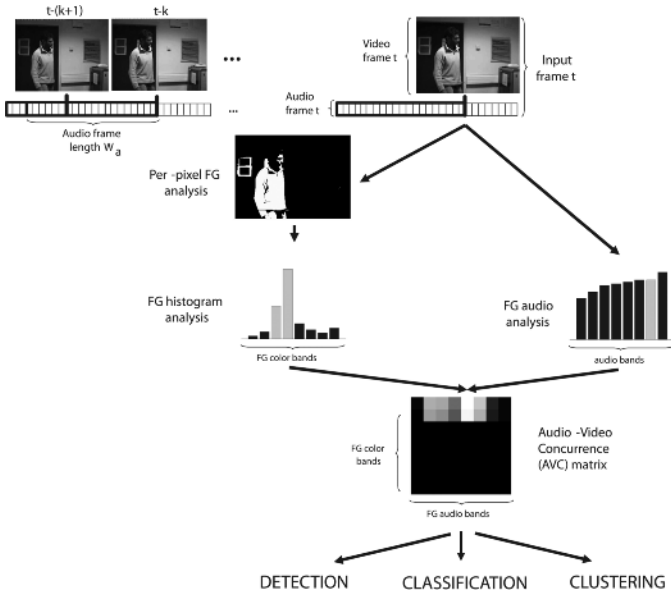 t-(k+1)
t-k
...
Video
frame t
Input
frame t
...
Audio
frame t
Audio frame
length Wa
Per -pixel FG
analysis
FG histogram
analysis
FG color bands
FG audio
analysis
audio bands
FG color
bands
Audio -Video
Concurrence
(AVC) matrix
FG audio bands
DETECTION
CLASSIFICATION
CLUSTERING